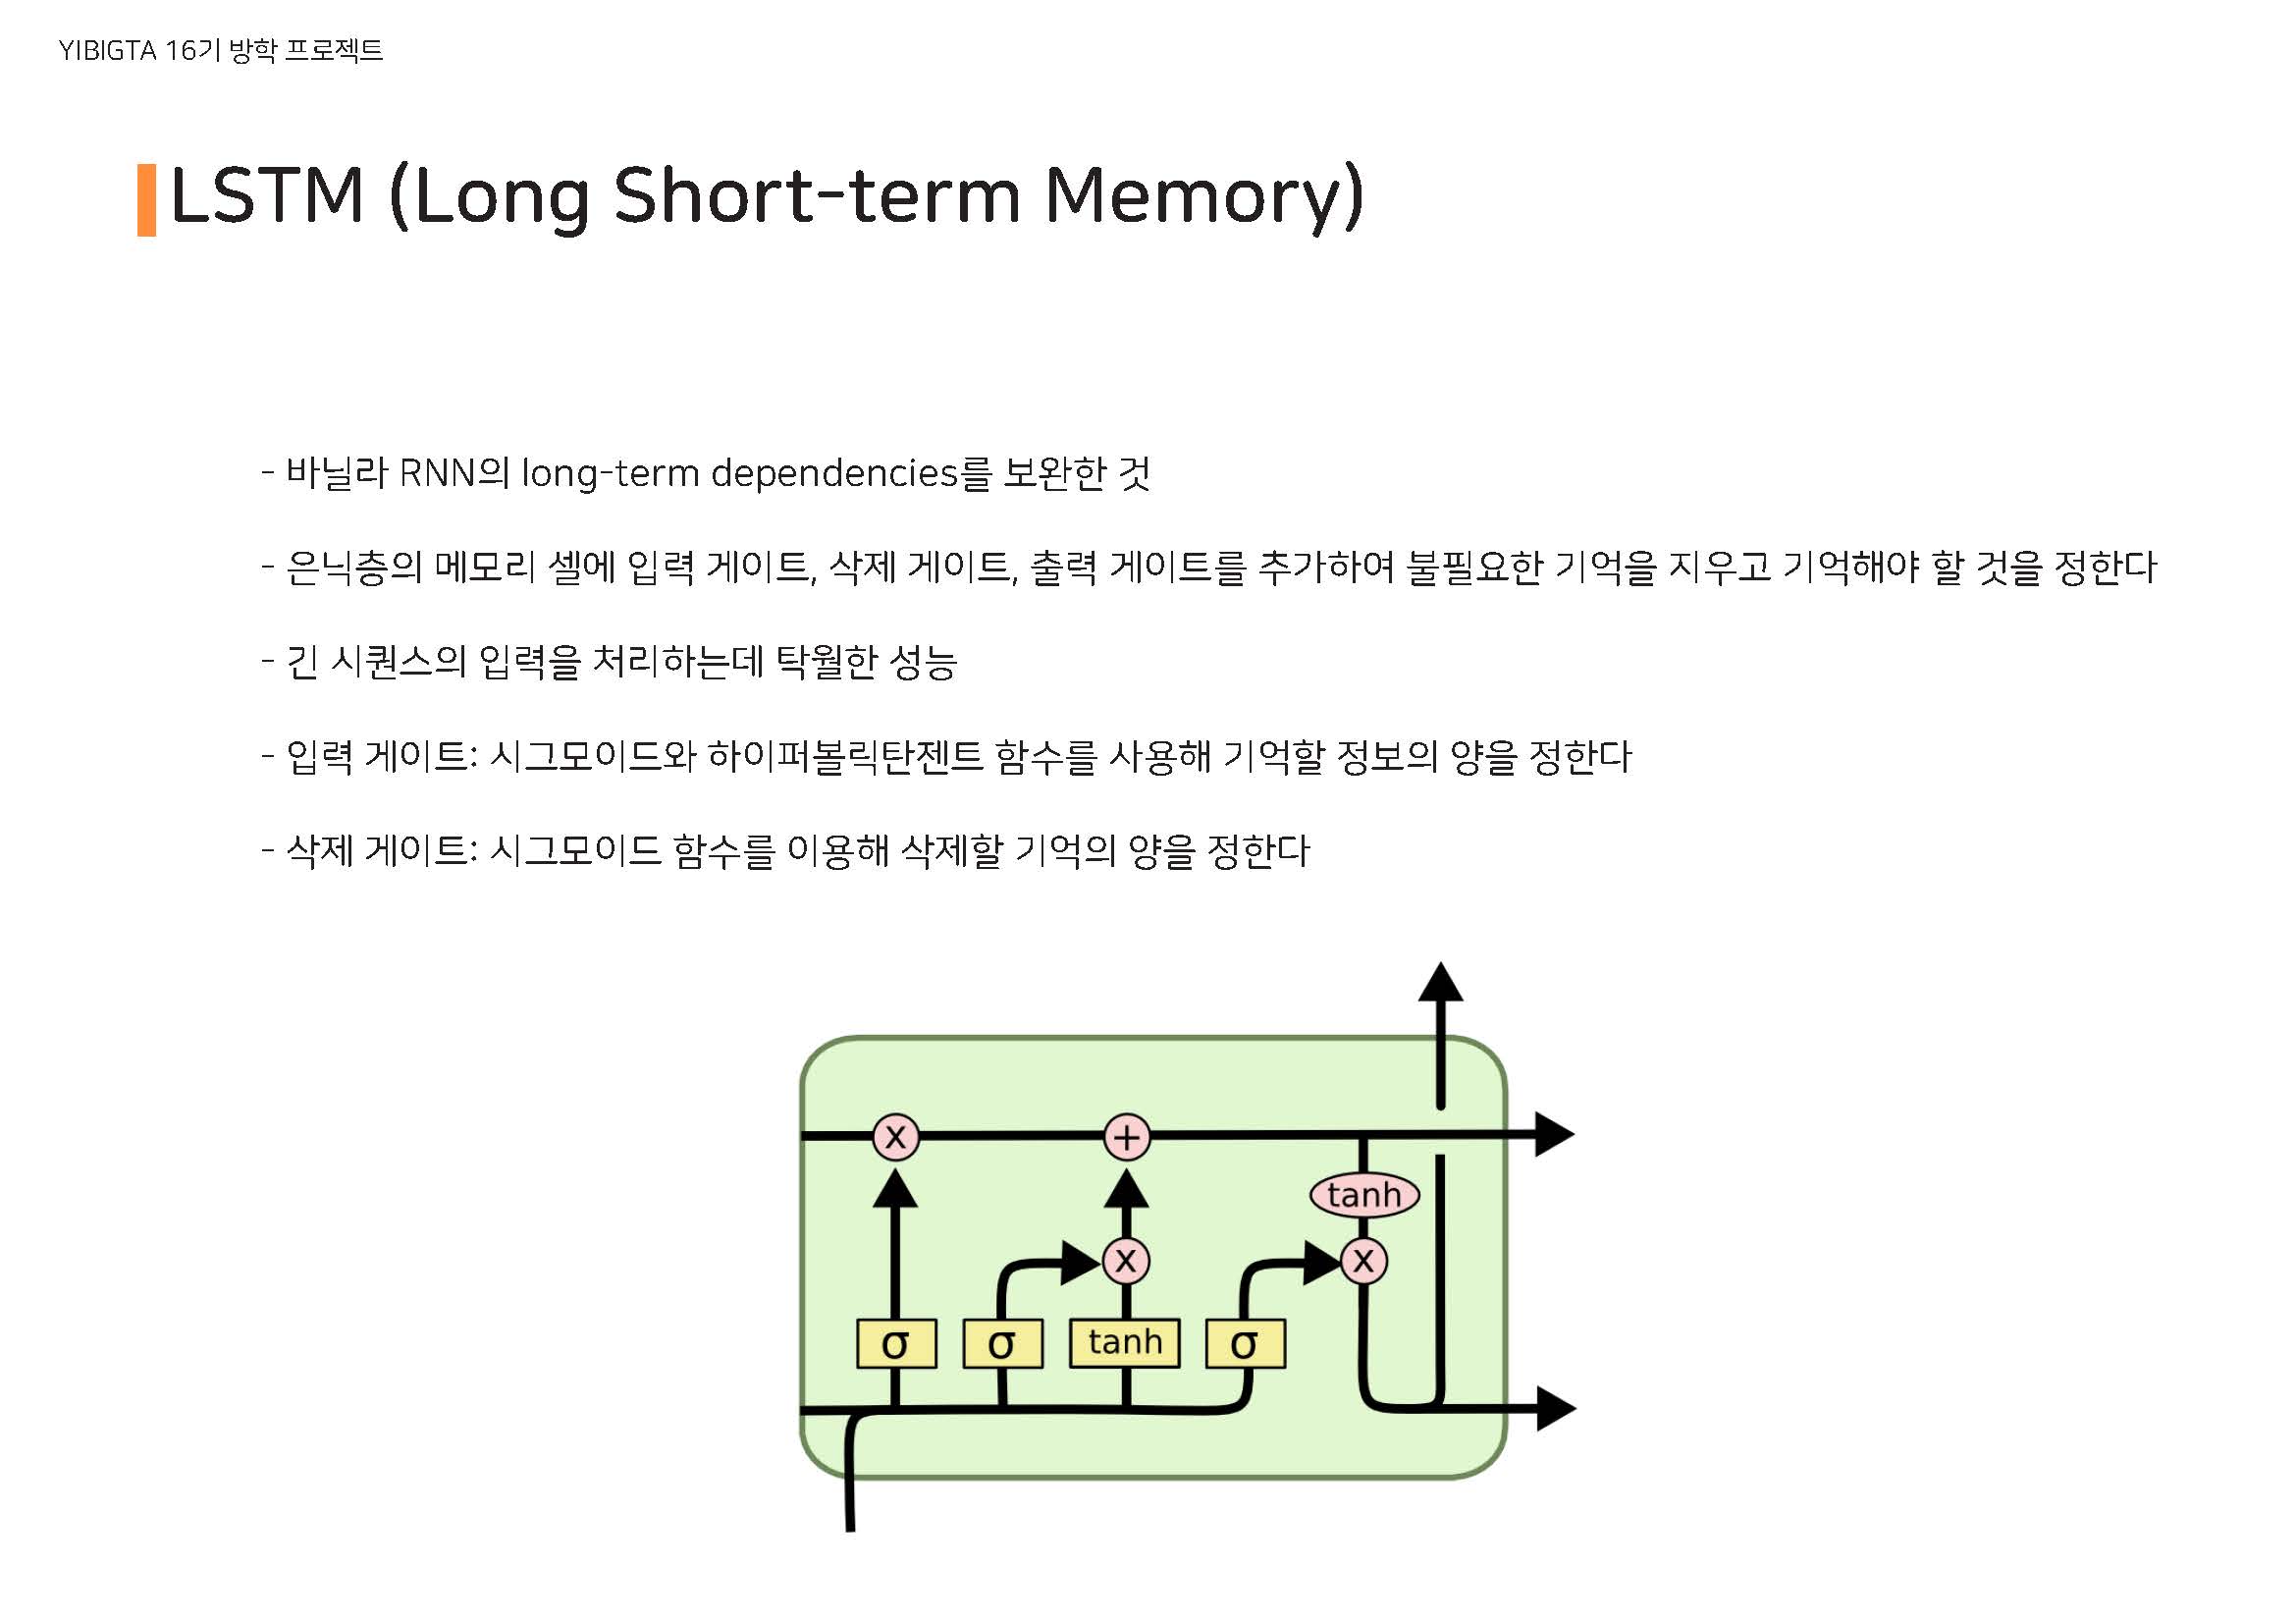 YIBIGTA 16기 방학 프로젝트
LSTM (Long Short-term Memory)
- 바닐라 RNN의 long-term dependencies를 보완한 것
- 은닉층의 메모리 셀에 입력 게이트, 삭제 게이트, 출력 게이트를 추가하여 불필요한 기억을 지우고 기억해야 할 것을 정한다
- 긴 시퀀스의 입력을 처리하는데 탁월한 성능
- 입력 게이트: 시그모이드와 하이퍼볼릭탄젠트 함수를 사용해 기억할 정보의 양을 정한다
- 삭제 게이트: 시그모이드 함수를 이용해 삭제할 기억의 양을 정한다
x +
tanh
x x
σ σ tanh σ